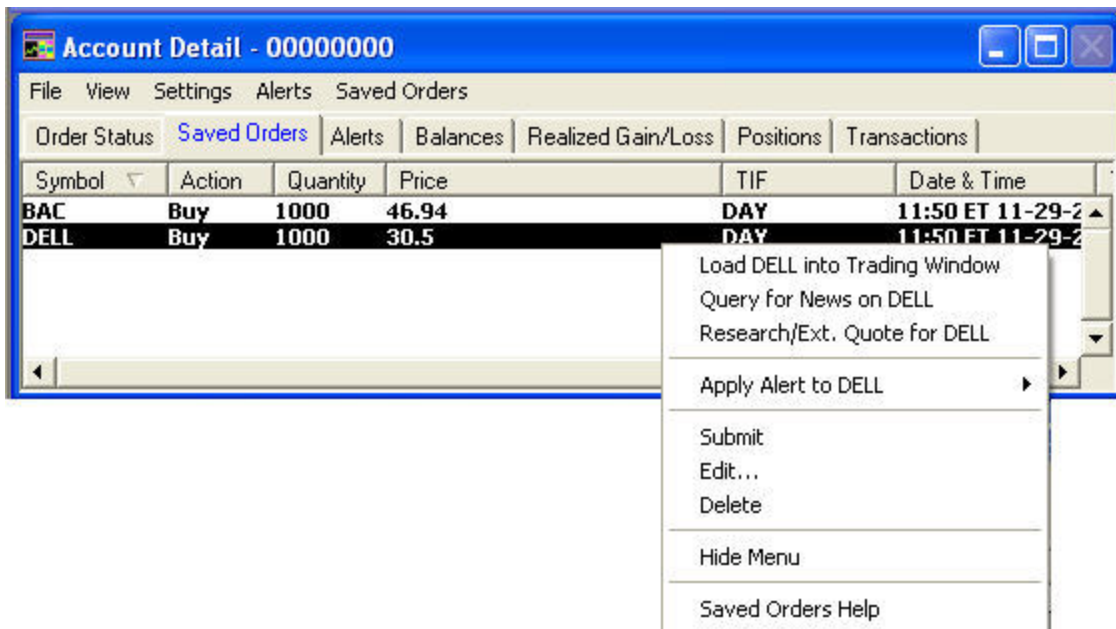 Account Detail - 00000000
File View Settings Alerts Saved Orders
Order Status Saved Orders Alerts Balances Realized Gain/Loss Positions Transactions
Symbol Action Quantity Price TIF Date & Time
BAC Buy 1000 46.94 DAY 11:50 ET 11-29-2
DELL Buy 1000 30.5 DAY 11:50 ET 11-29-2
Load DELL into Trading Window
Query for News on DELL
Research/Ext. Quote for DELL
Apply Alert to DELL
Submit
Edit...
Delete
Hide Menu
Saved Orders Help